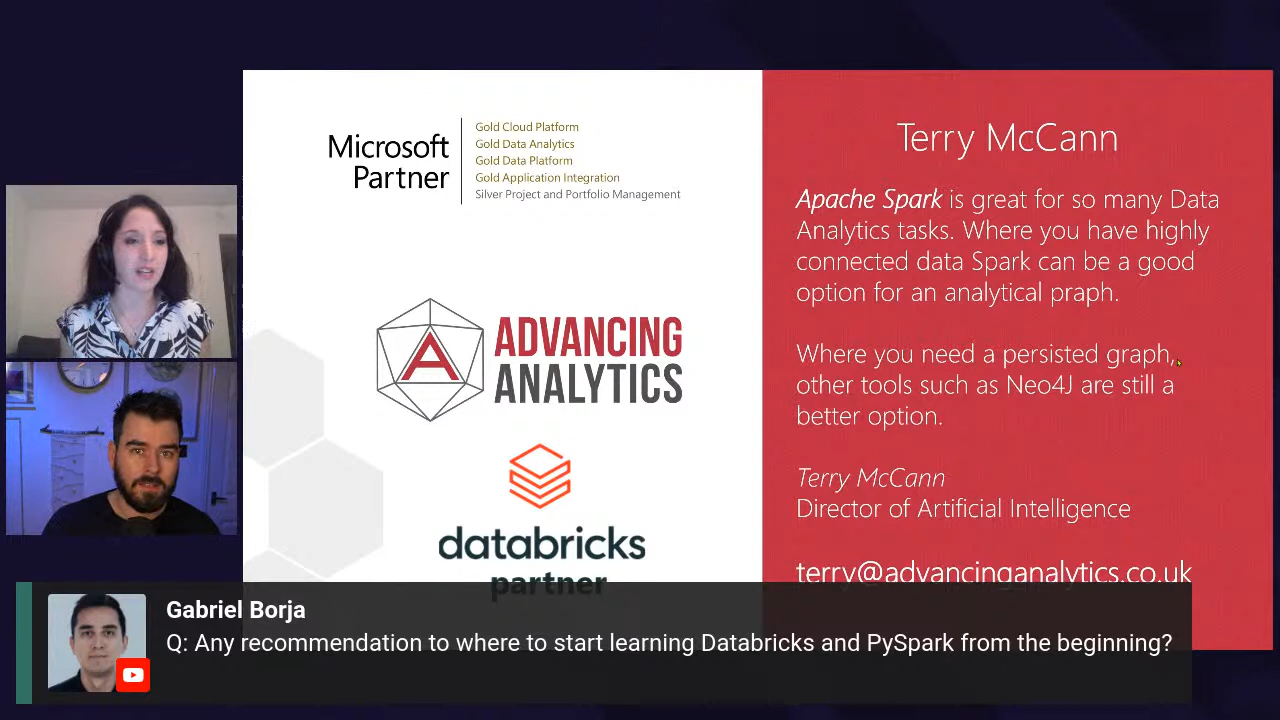 Microsoft
Partner
Gold Cloud Platform
Gold Data Analytics
Gold Data Platform
Gold Application Integration
Silver Project and Portfolio Management
A
ADVANCING
ANALYTICS
databricks
partner
Terry McCann
Apache Spark is great for so many Data
Analytics tasks. Where you have highly
connected data Spark can be a good
option for an analytical praph.
Where you need a persisted graph,
other tools such as Neo4J are still a
better option.
Terry McCann
Director of Artificial Intelligence
terry@advancinganalytics.co.uk
Gabriel Borja
Q: Any recommendation to where to start learning Databricks and PySpark from the beginning?